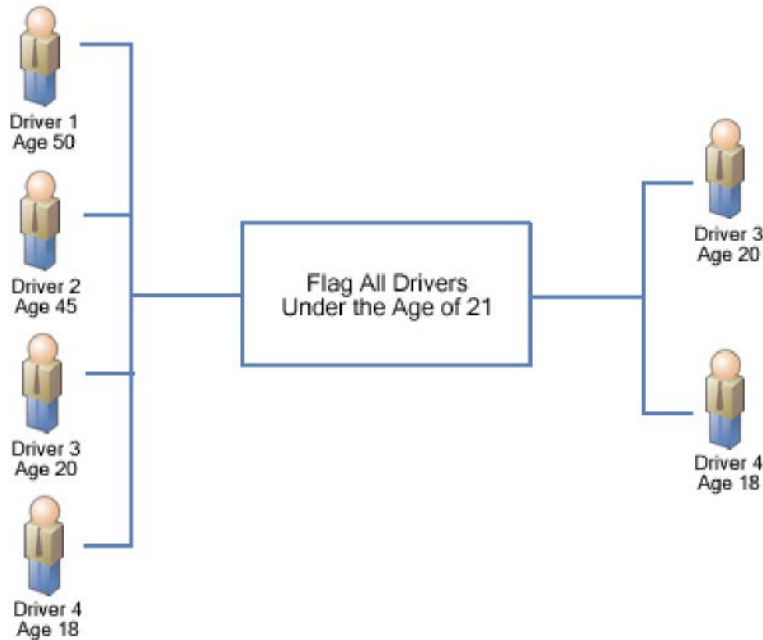 Driver 1
Age 50
Driver 2
Age 45
Driver 3
Age 20
Driver 4
Age 18
Flag All Drivers
Under the Age of 21
Driver 3
Age 20
Driver 4
Age 18